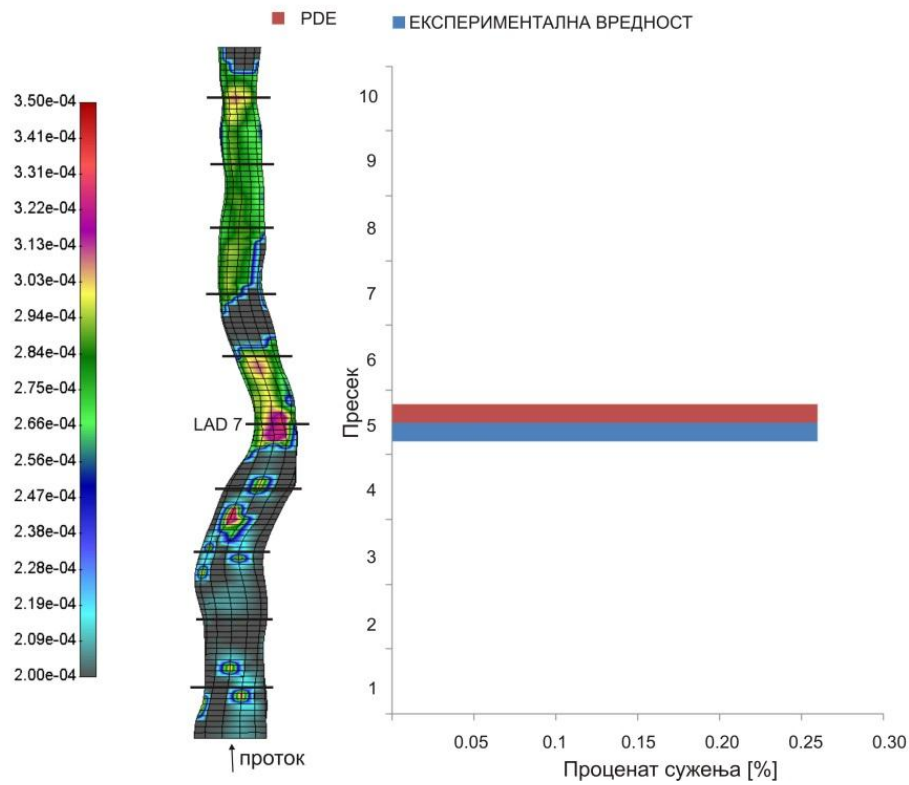 PDE
ЕКСПЕРИМЕНТАЛНА ВРЕДНОСТ
3.50e-04
3.41e-04
3.31e-04
3.22e-04
3.13e-04
3.03e-04
2.94e-04
2.84e-04
2.75e-04
2.66e-04
2.56e-04
2.47e-04
2.38e-04
2.28e-04
2.19e-04
2.09e-04
2.00e-04
LAD 7
проток
Пресек
10
9
8
7
6
5
4
3
2
1
0.05
0.10
0.15
0.20
0.25
0.30
Проценат сужења [%]